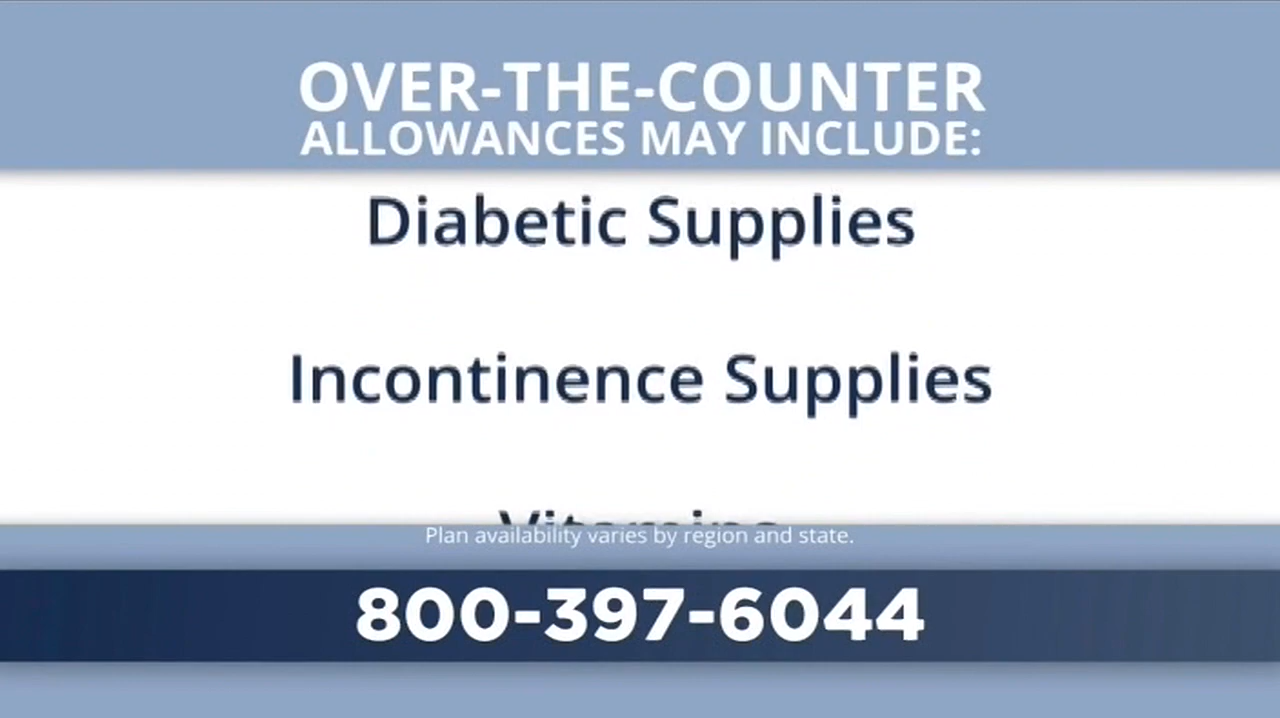 OVER-THE-COUNTER
ALLOWANCES MAY INCLUDE:
Diabetic Supplies
Incontinence Supplies
Vitamins
Plan availability varies by region and state.
800-397-6044